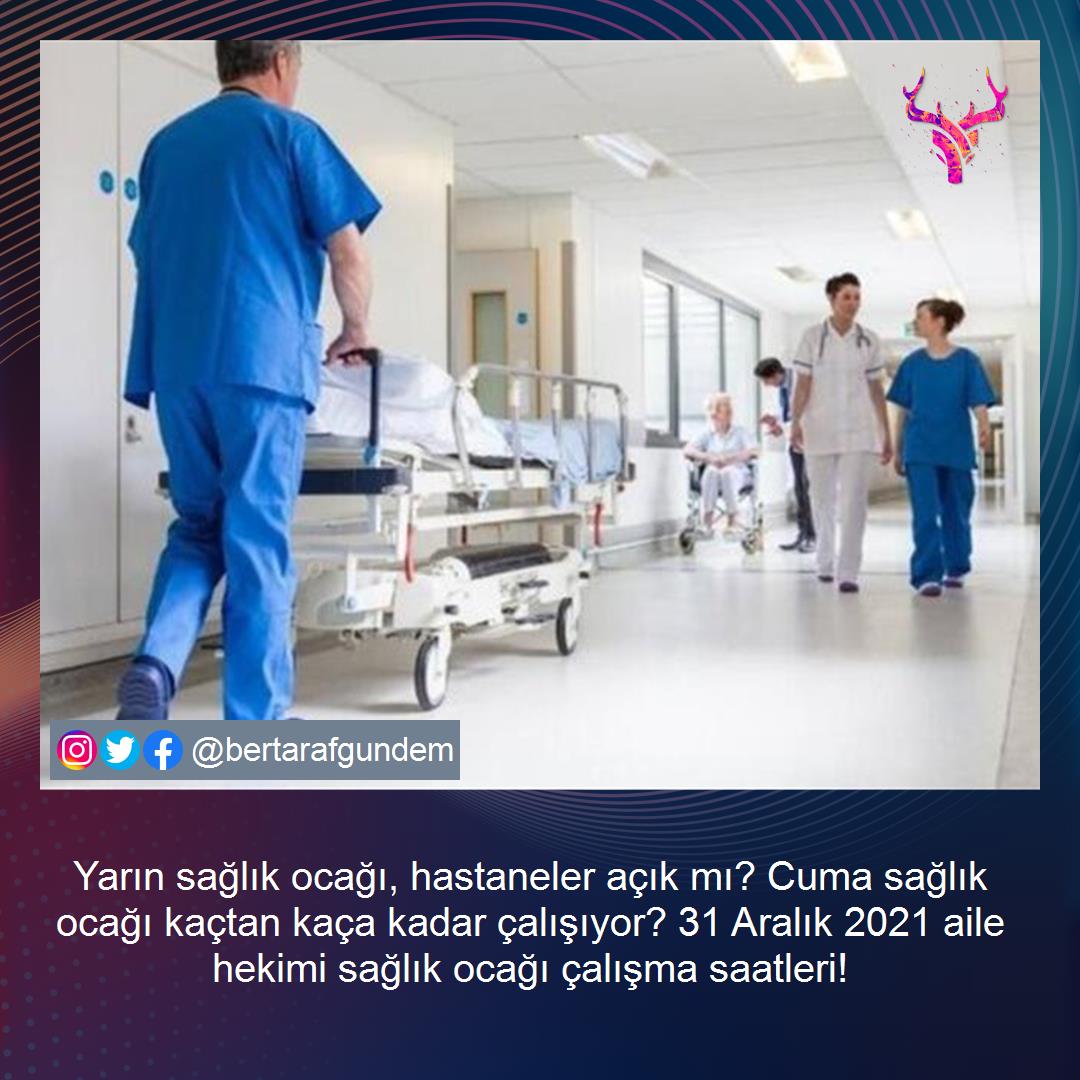 @bertarafgundem
Yarın sağlık ocağı, hastaneler açık mı? Cuma sağlık
ocağı kaçtan kaça kadar çalışıyor? 31 Aralık 2021 aile
hekimi sağlık ocağı çalışma saatleri!